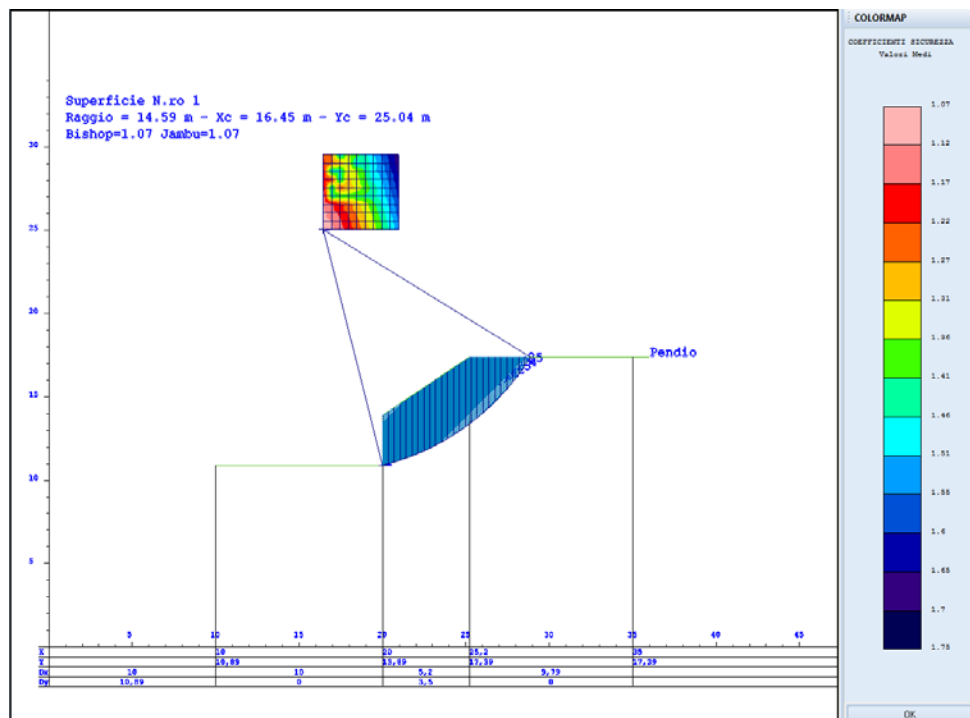 COLORMAP
COEFFICIENTI SICUREZZA
Valori Medi
Superficie N.ro 1
Raggio = 14.59 m - Xc = 16.45 m - Yc = 25.04 m
Bishop=1.07 Jambu=1.07
30
25
20
15
10
5
Pendio
5 10 15 20 25 30 35 40 45
X 10 20 25,2 35
Y 10,89 13,89 17,39 17,39
Dx 10 10 5,2 9,79
Dy 10,89 0 3,5 0
1.07
1.12
1.17
1.22
1.27
1.31
1.36
1.41
1.46
1.51
1.55
1.6
1.65
1.7
1.75
OK